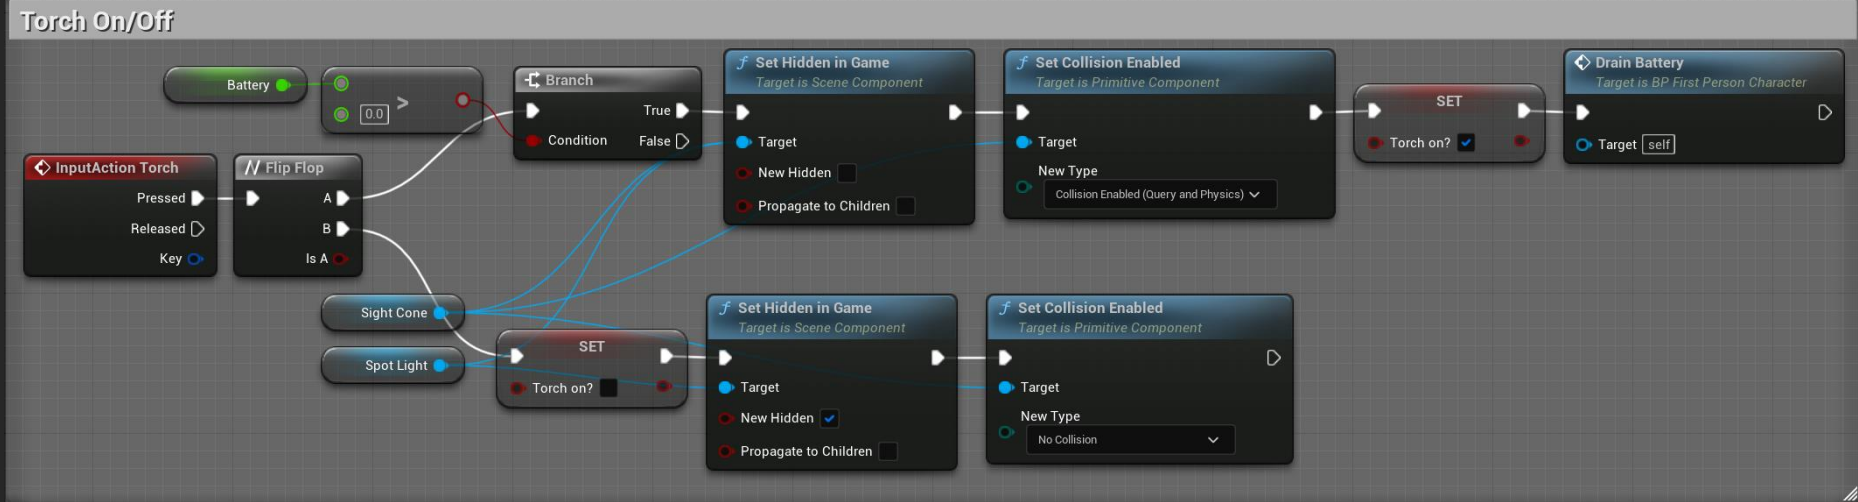 Torch On/Off
Battery
0.0
>
Branch
True
Condition
False
Set Hidden in Game
Target is Scene Component
Target
New Hidden
Propagate to Children
Set Collision Enabled
Target is Primitive Component
Target
New Type
Collision Enabled (Query and Physics)
SET
Torch on?
Drain Battery
Target is BP First Person Character
Target self
InputAction Torch
Pressed
Released
Key
Flip Flop
A
B
Is A
Sight Cone
Spot Light
SET
Torch on?
Set Hidden in Game
Target is Scene Component
Target
New Hidden
Propagate to Children
Set Collision Enabled
Target is Primitive Component
Target
New Type
No Collision